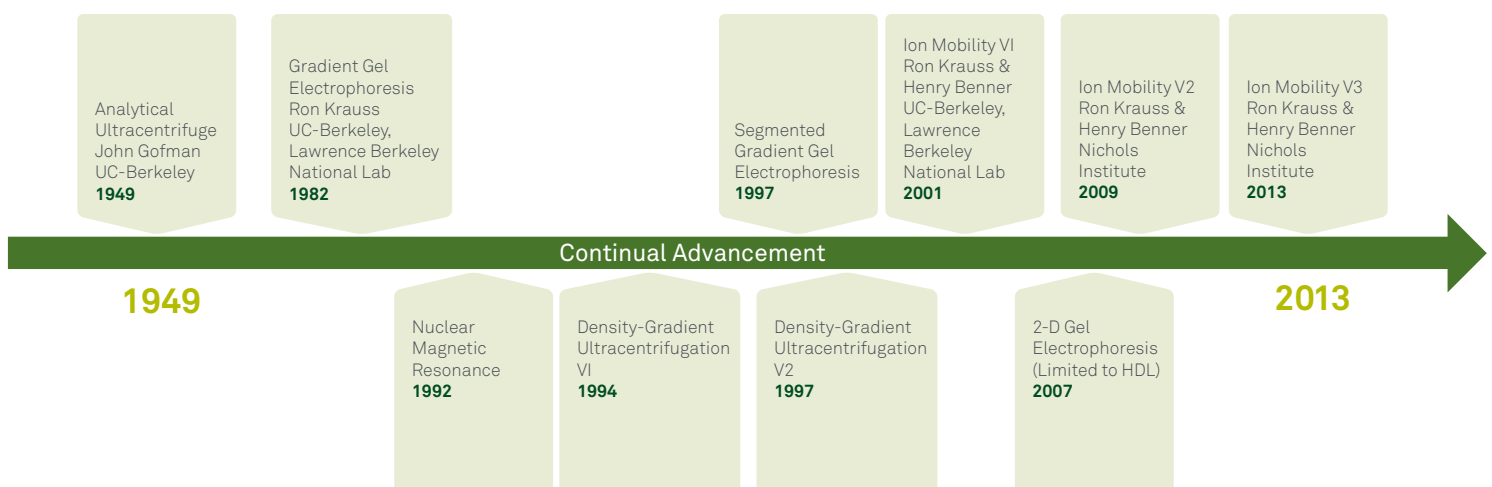 Analytical
Ultracentrifuge
John Gofman
UC-Berkeley
1949
Gradient Gel
Electrophoresis
Ron Krauss
UC-Berkeley,
Lawrence Berkeley
National Lab
1982
Segmented
Gradient Gel
Electrophoresis
1997
Ion Mobility VI
Ron Krauss &
Henry Benner
UC-Berkeley,
Lawrence
Berkeley
National Lab
2001
Ion Mobility V2
Ron Krauss &
Henry Benner
Nichols
Institute
2009
Ion Mobility V3
Ron Krauss &
Henry Benner
Nichols
Institute
2013
Continual Advancement
1949
2013
Nuclear
Magnetic
Resonance
1992
Density-Gradient
Ultracentrifugation
VI
1994
Density-Gradient
Ultracentrifugation
V2
1997
2-D Gel
Electrophoresis
(Limited to HDL)
2007